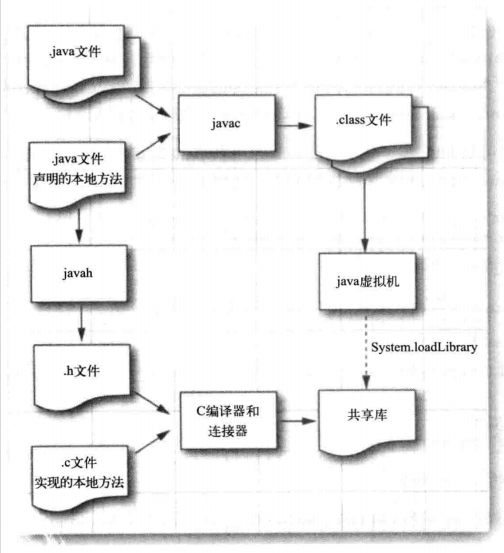 .java文件
javac
.class文件
.java文件
声明的本地方法
javah
java虚拟机
System.loadLibrary
.h文件
C编译器和
连接器
共享库
.c文件
实现的本地方法